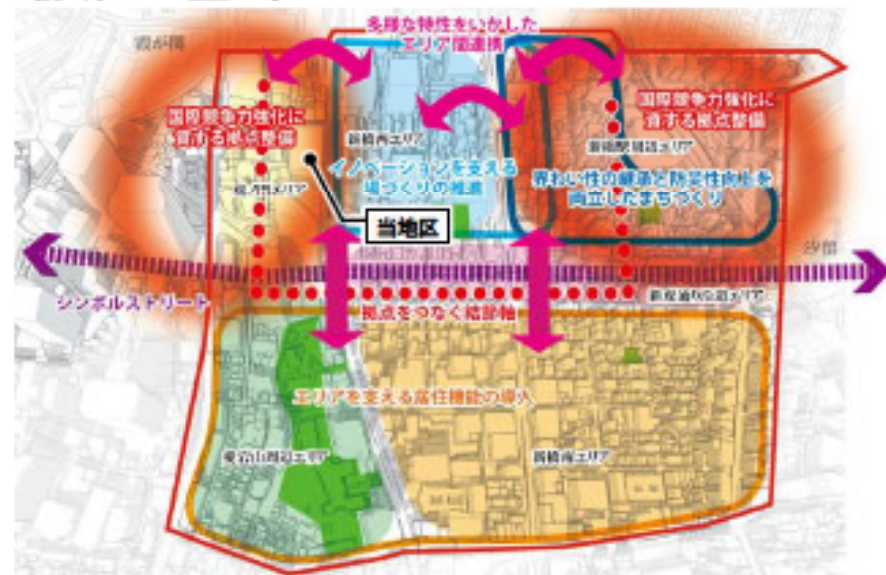 多様な特性をいかした
エリア間連携
霞が関
国際競争力強化に
資する拠点整備
国際競争力強化に
資する拠点整備
新橋西エリア
新橋駅周辺エリア
イノベーションを支える
場づくりの推進
界わい性の継承と防災性向上を
両立したまちづくり
虎ノ門エリア
当地区
汐留
シンボルストリート
新虎通り周辺エリア
拠点をつなぐ結節軸
エリアを支える居住機能の導入
愛宕山周辺エリア
新橋南エリア